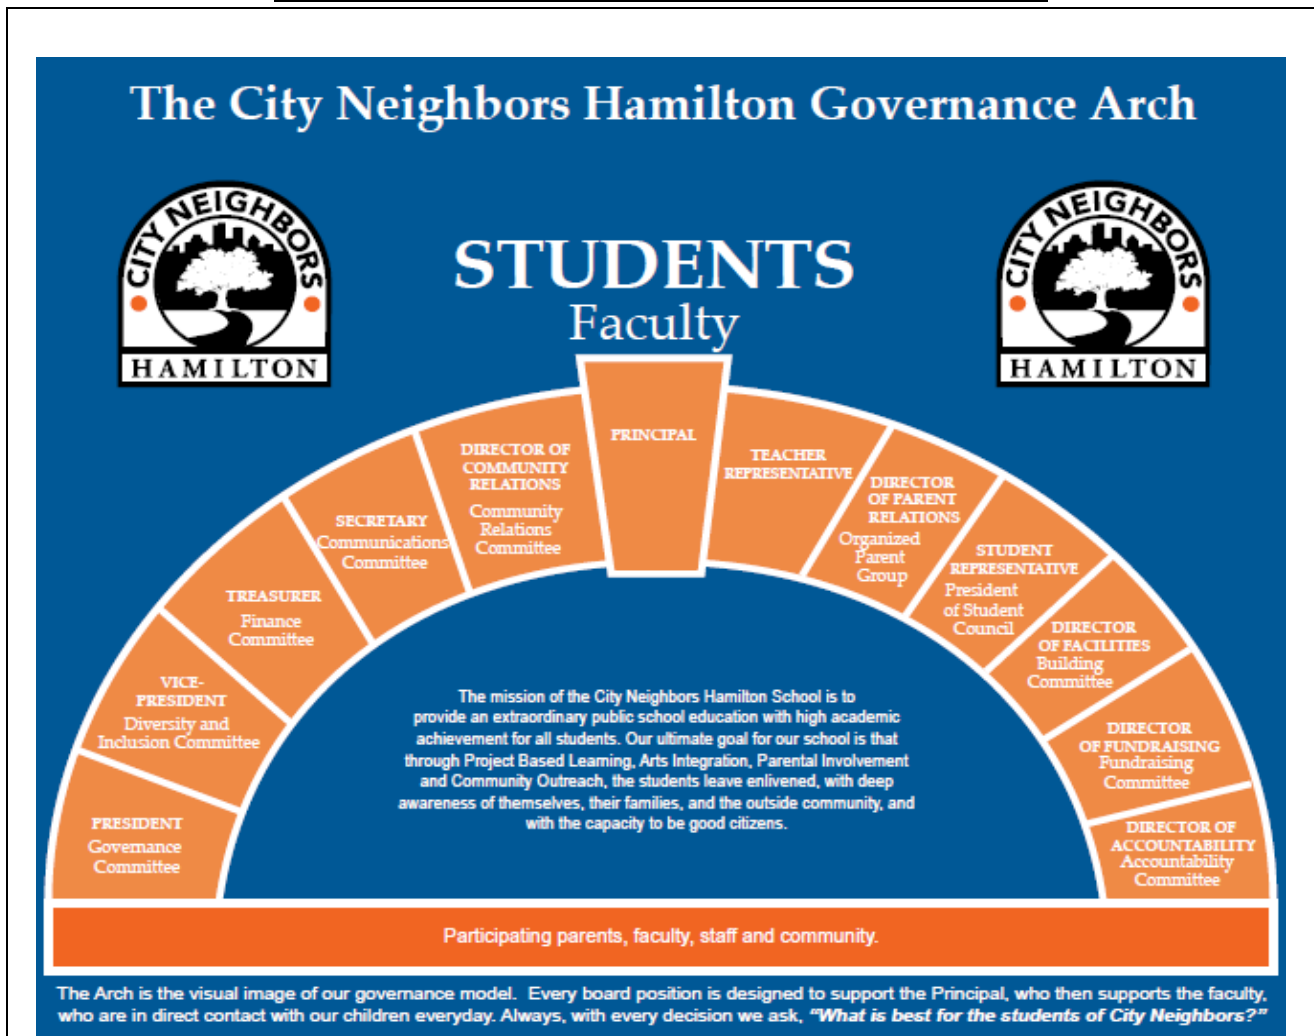 The City Neighbors Hamilton Governance Arch
CITY NEIGHBORS
HAMILTON
CITY NEIGHBORS
HAMILTON
STUDENTS
Faculty
PRINCIPAL
DIRECTOR OF
COMMUNITY
RELATIONS
Community
Relations
Committee
SECRETARY
Communications
Committee
TREASURER
Finance
Committee
VICE-
PRESIDENT
Diversity and
Inclusion Committee
PRESIDENT
Governance
Committee
TEACHER
REPRESENTATIVE
DIRECTOR
OF PARENT
RELATIONS
Organized
Parent
Group
STUDENT
REPRESENTATIVE
President
of Student
Council
DIRECTOR
OF FACILITIES
Building
Committee
DIRECTOR
OF FUNDRAISING
Fundraising
Committee
DIRECTOR OF
ACCOUNTABILITY
Accountability
Committee
The mission of the City Neighbors Hamilton School is to
provide an extraordinary public school education with high academic
achievement for all students. Our ultimate goal for our school is that
through Project Based Learning, Arts Integration, Parental Involvement
and Community Outreach, the students leave enlivened, with deep
awareness of themselves, their families, and the outside community, and
with the capacity to be good citizens.
Participating parents, faculty, staff and community.
The Arch is the visual image of our governance model. Every board position is designed to support the Principal, who then supports the faculty,
who are in direct contact with our children everyday. Always, with every decision we ask, "What is best for the students of City Neighbors?"